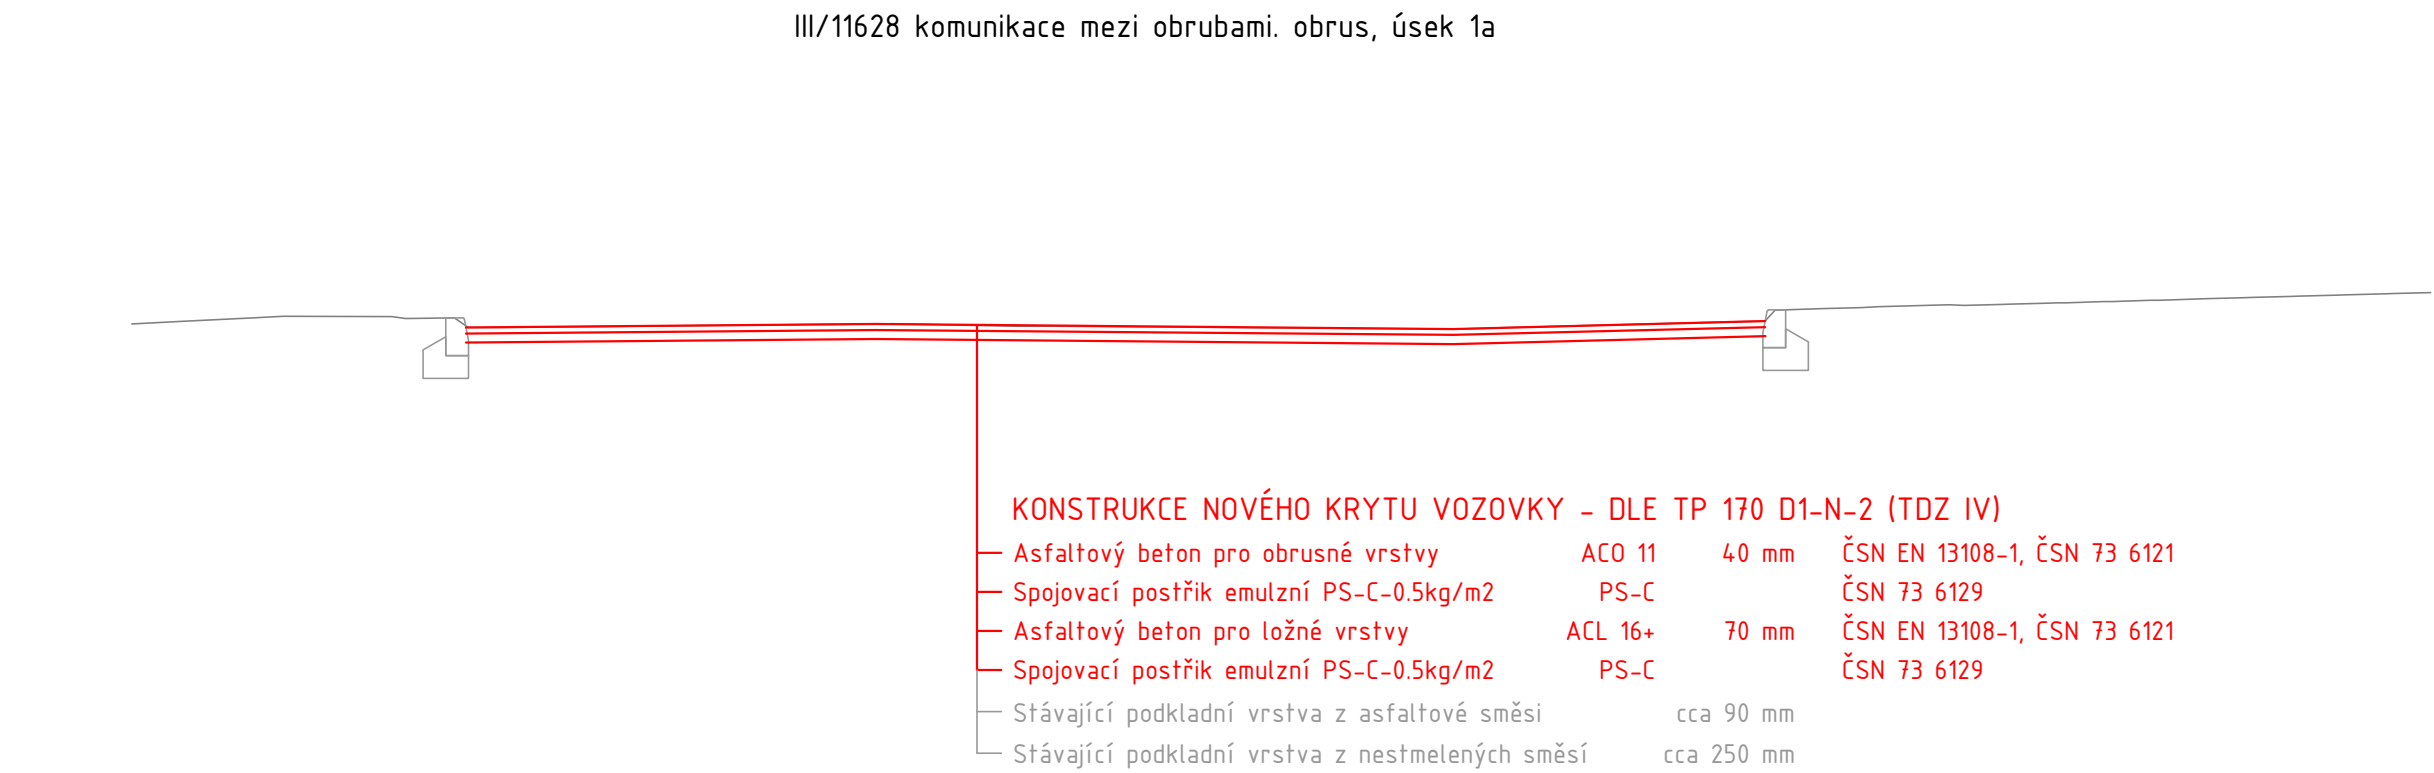 III/11628 komunikace mezi obrubami. obrus, úsek 1a
KONSTRUKCE NOVÉHO KRYTU VOZOVKY - DLE TP 170 D1-N-2 (TDZ IV)
Asfaltový beton pro obrusné vrstvy ACO 11 40 mm ČSN EN 13108-1, ČSN 73 6121
Spojovací postřik emulzní PS-C-0.5kg/m2 PS-C ČSN 73 6129
Asfaltový beton pro ložné vrstvy ACL 16+ 70 mm ČSN EN 13108-1, ČSN 73 6121
Spojovací postřik emulzní PS-C-0.5kg/m2 PS-C ČSN 73 6129
Stávající podkladní vrstva z asfaltové směsi cca 90 mm
Stávající podkladní vrstva z nestmelených směsí cca 250 mm